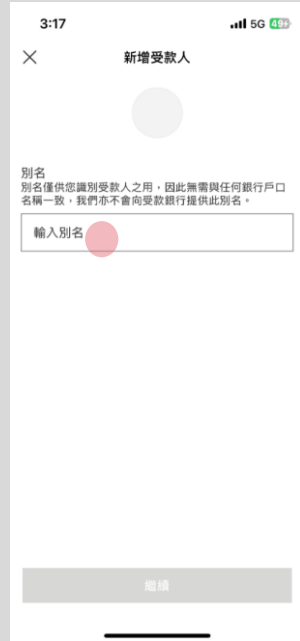 3:17 5G 49
新增受款人
別名
別名僅供您識別受款人之用，因此無需與任何銀行戶口
名稱一致，我們亦不會向受款銀行提供此別名。
輸入別名
繼續